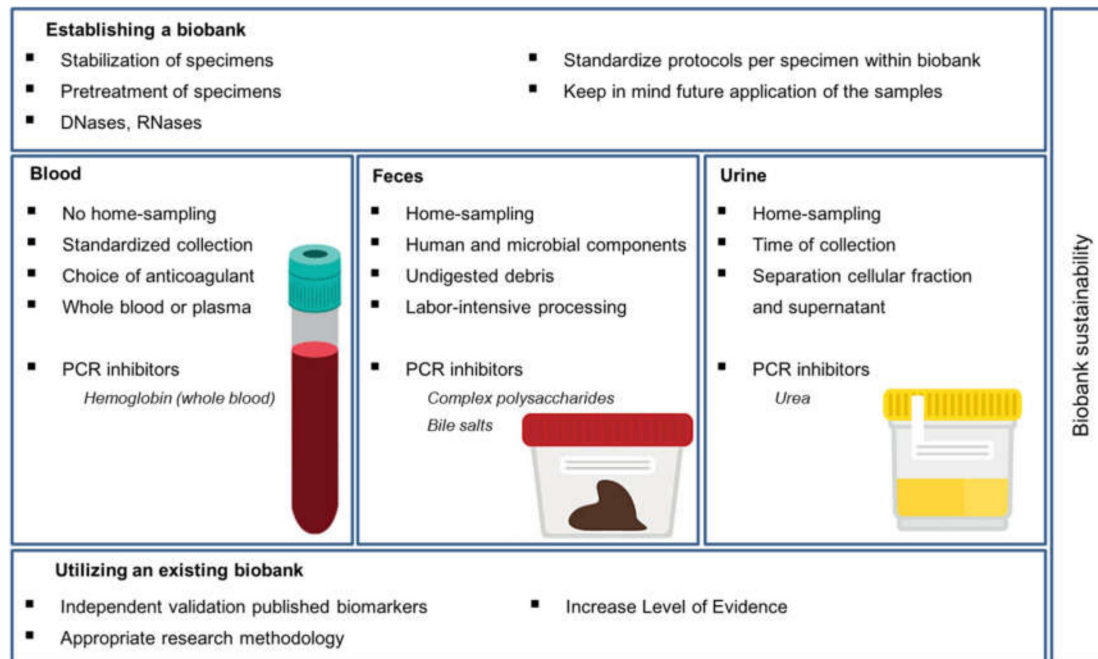 Establishing a biobank
■ Stabilization of specimens
■ Pretreatment of specimens
■ DNases, RNases
■ Standardize protocols per specimen within biobank
■ Keep in mind future application of the samples
Blood
■ No home-sampling
■ Standardized collection
■ Choice of anticoagulant
■ Whole blood or plasma
■ PCR inhibitors
Hemoglobin (whole blood)
Feces
■ Home-sampling
■ Human and microbial components
■ Undigested debris
■ Labor-intensive processing
■ PCR inhibitors
Complex polysaccharides
Bile salts
Urine
■ Home-sampling
■ Time of collection
■ Separation cellular fraction
and supernatant
■ PCR inhibitors
Urea
Utilizing an existing biobank
■ Independent validation published biomarkers
■ Appropriate research methodology
■ Increase Level of Evidence
Biobank sustainability